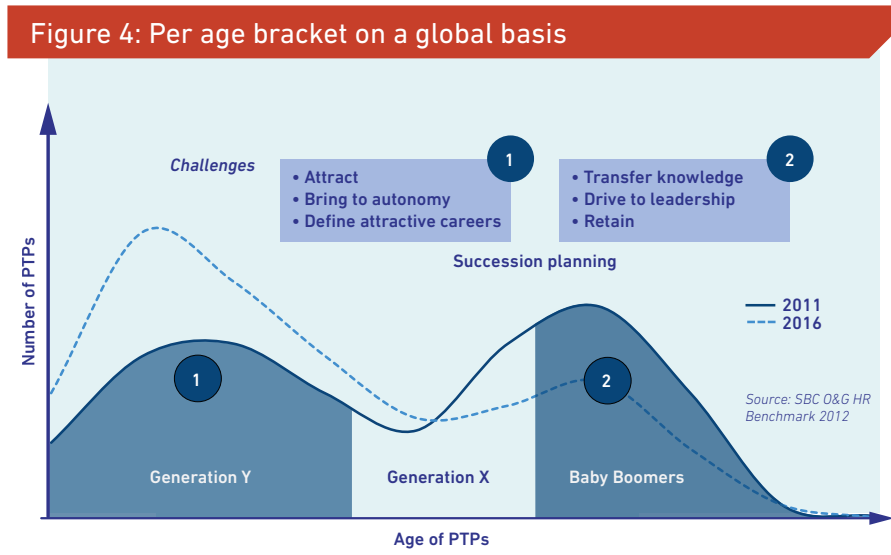 Figure 4: Per age bracket on a global basis
Challenges
1
• Attract
• Bring to autonomy
• Define attractive careers
2
• Transfer knowledge
• Drive to leadership
• Retain
Succession planning
Number of PTPs
2011
2016
1
2
Source: SBC O&G HR
Benchmark 2012
Generation Y
Generation X
Baby Boomers
Age of PTPs